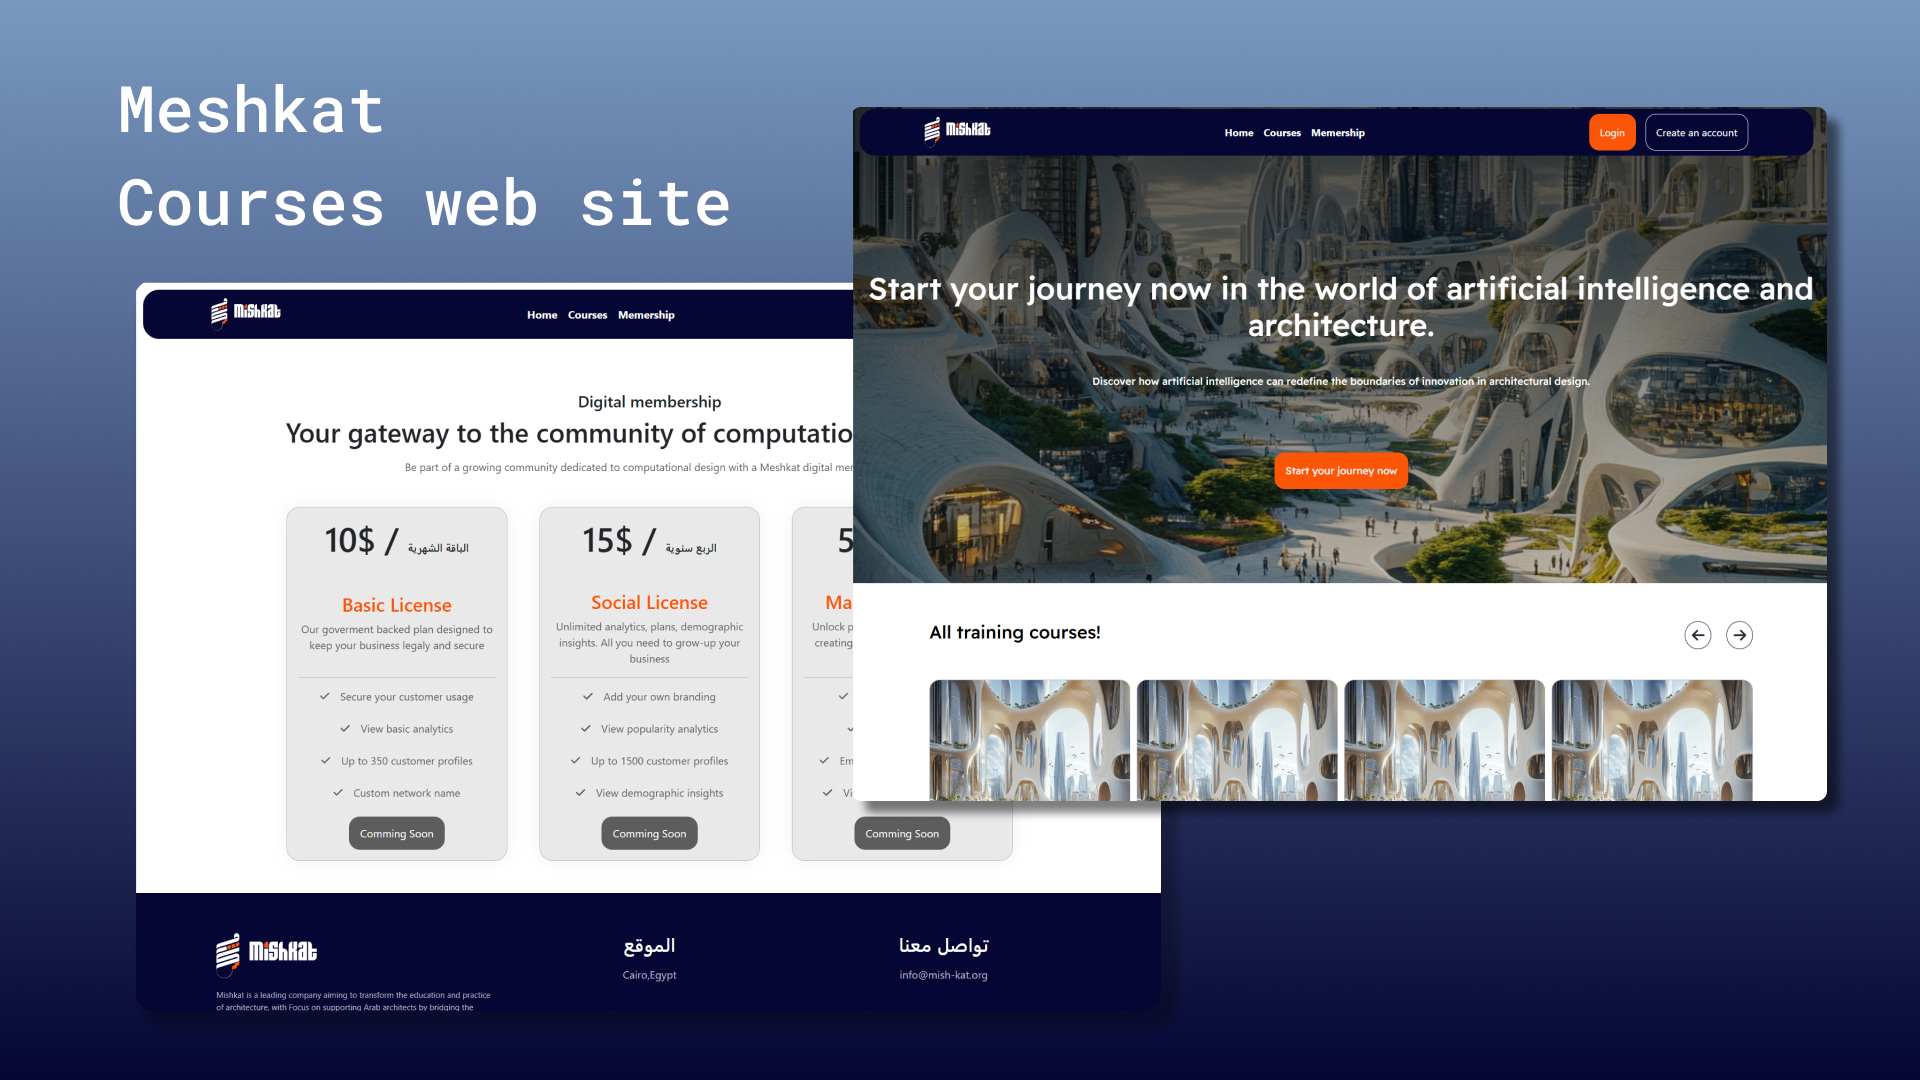 Meshkat
Courses web site
MISHKAT
Home Courses Memership
Digital membership
Your gateway to the community of computatio
Be part of a growing community dedicated to computational design with a Meshkat digital mer
10$ / الباقة الشهرية
Basic License
Our goverment backed plan designed to
keep your business legaly and secure
Secure your customer usage
View basic analytics
Up to 350 customer profiles
Custom network name
Comming Soon
15$ / الربع سنوية
Social License
Unlimited analytics, plans, demographic
insights. All you need to grow-up your
business
Add your own branding
View popularity analytics
Up to 1500 customer profiles
View demographic insights
Comming Soon
5
Ma
Unlock p
creating
Em
Vi
Comming Soon
MISHKAT
Mishkat is a leading company aiming to transform the education and practice
of architecture, with Focus on supporting Arab architects by bridging the
الموقع
Cairo,Egypt
تواصل معنا
info@mish-kat.org
MISHKAT
Home Courses Memership
Login
Create an account
Start your journey now in the world of artificial intelligence and
architecture.
Discover how artificial intelligence can redefine the boundaries of innovation in architectural design.
Start your journey now
All training courses!